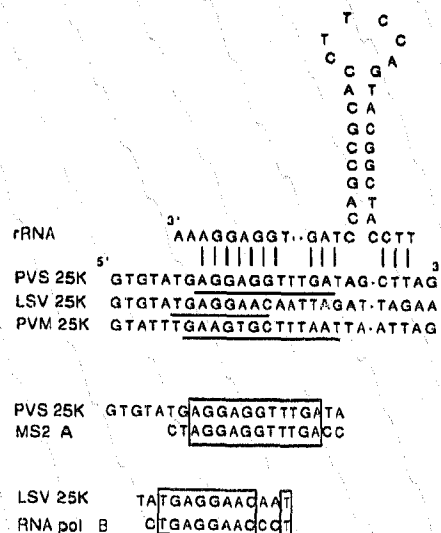 T C
T C
C A
C G
A T
C A
G C
C G
C G
G C
A T
C A
3'
rRNA AAAGGAGGT··GATC CCTT
5' 3
PVS 25K GTGTATGAGGAGGTTTGATAG·CTTAG
LSV 25K GTGTATGAGGAACAATTAGAT·TAGAA
PVM 25K GTATTTGAAGTGCTTTAATTA·ATTAG
PVS 25K GTGTATGAGGAGGTTTGATA
MS2 A CTAGGAGGTTTGACC
LSV 25K TATGAGGAACAAT
RNA pol B CTGAGGAACCCT